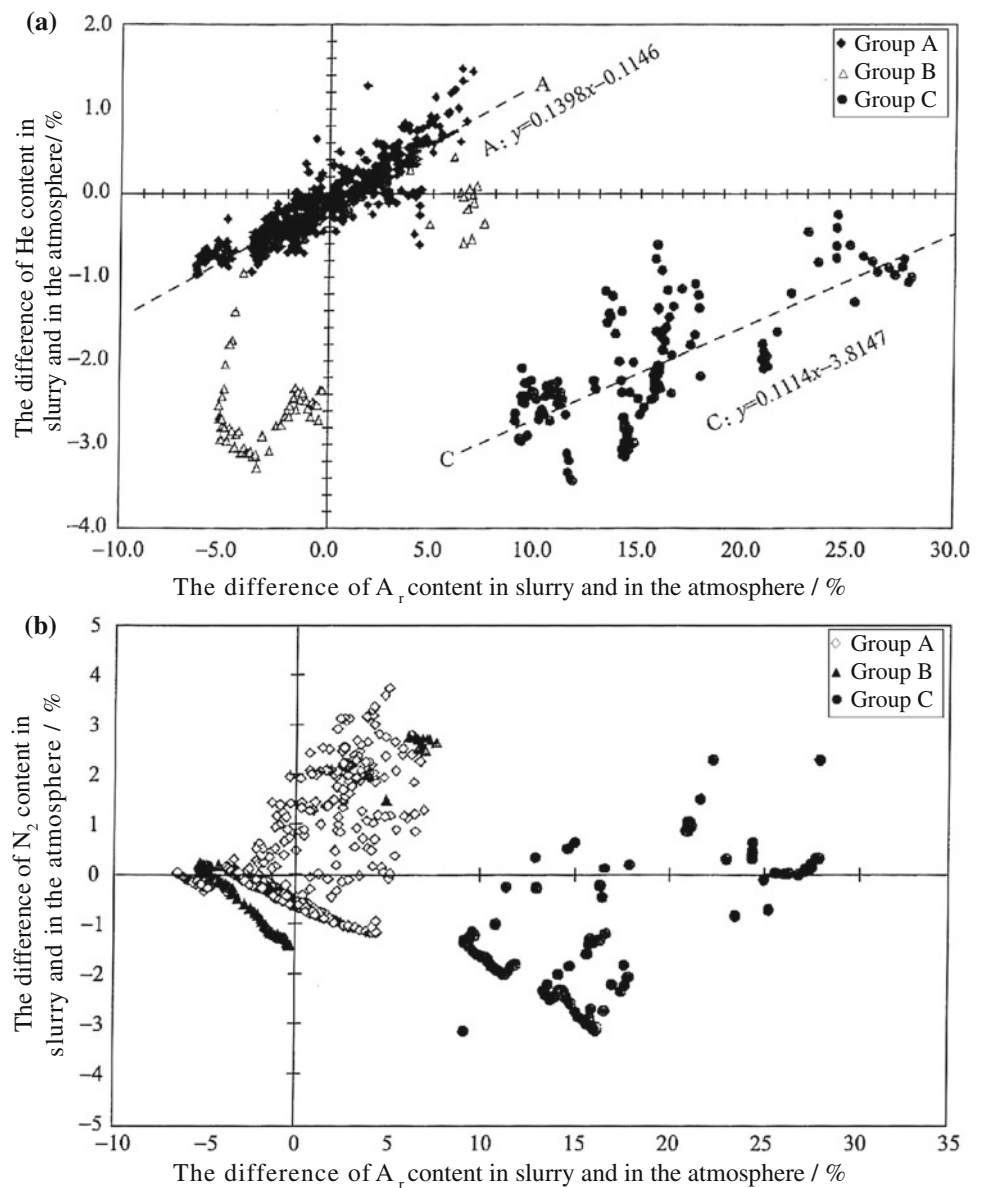 (a)
2.0
1.0
0.0
-1.0
-2.0
-3.0
-4.0
The difference of He content in
slurry and in the atmosphere/ %
Group A
Group B
Group C
A
A: y=0.1398x−0.1146
C
C: y=0.1114x−3.8147
−10.0 −5.0 0.0 5.0 10.0 15.0 20.0 25.0 30.0
The difference of Ar content in slurry and in the atmosphere / %
(b)
5
4
3
2
1
0
−1
−2
−3
−4
−5
The difference of N2 content in
slurry and in the atmosphere / %
Group A
Group B
Group C
−10 −5 0 5 10 15 20 25 30 35
The difference of Ar content in slurry and in the atmosphere / %